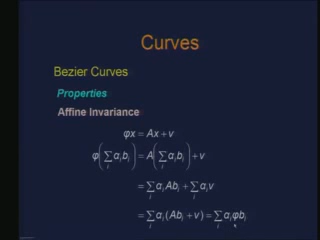 Curves
Bezier Curves
Properties
Affine Invariance
φx = Ax + v
φ(∑ᵢ αᵢbᵢ) = A(∑ᵢ αᵢbᵢ) + v
= ∑ᵢ αᵢAbᵢ + ∑ᵢ αᵢv
= ∑ᵢ αᵢ(Abᵢ + v) = ∑ᵢ αᵢφbᵢ